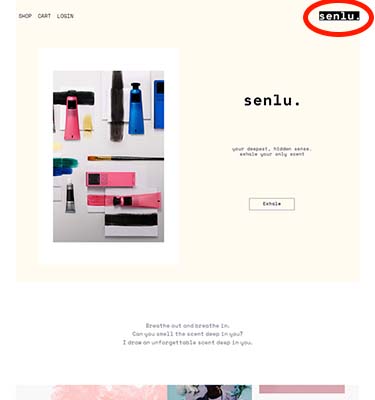 SHOP CART LOGIN
senlu.
senlu.
your deepest, hidden sense.
exhale your only scent
Exhale
Breathe out and breathe in.
Can you smell the scent deep in you?
I draw an unforgettable scent deep in you.